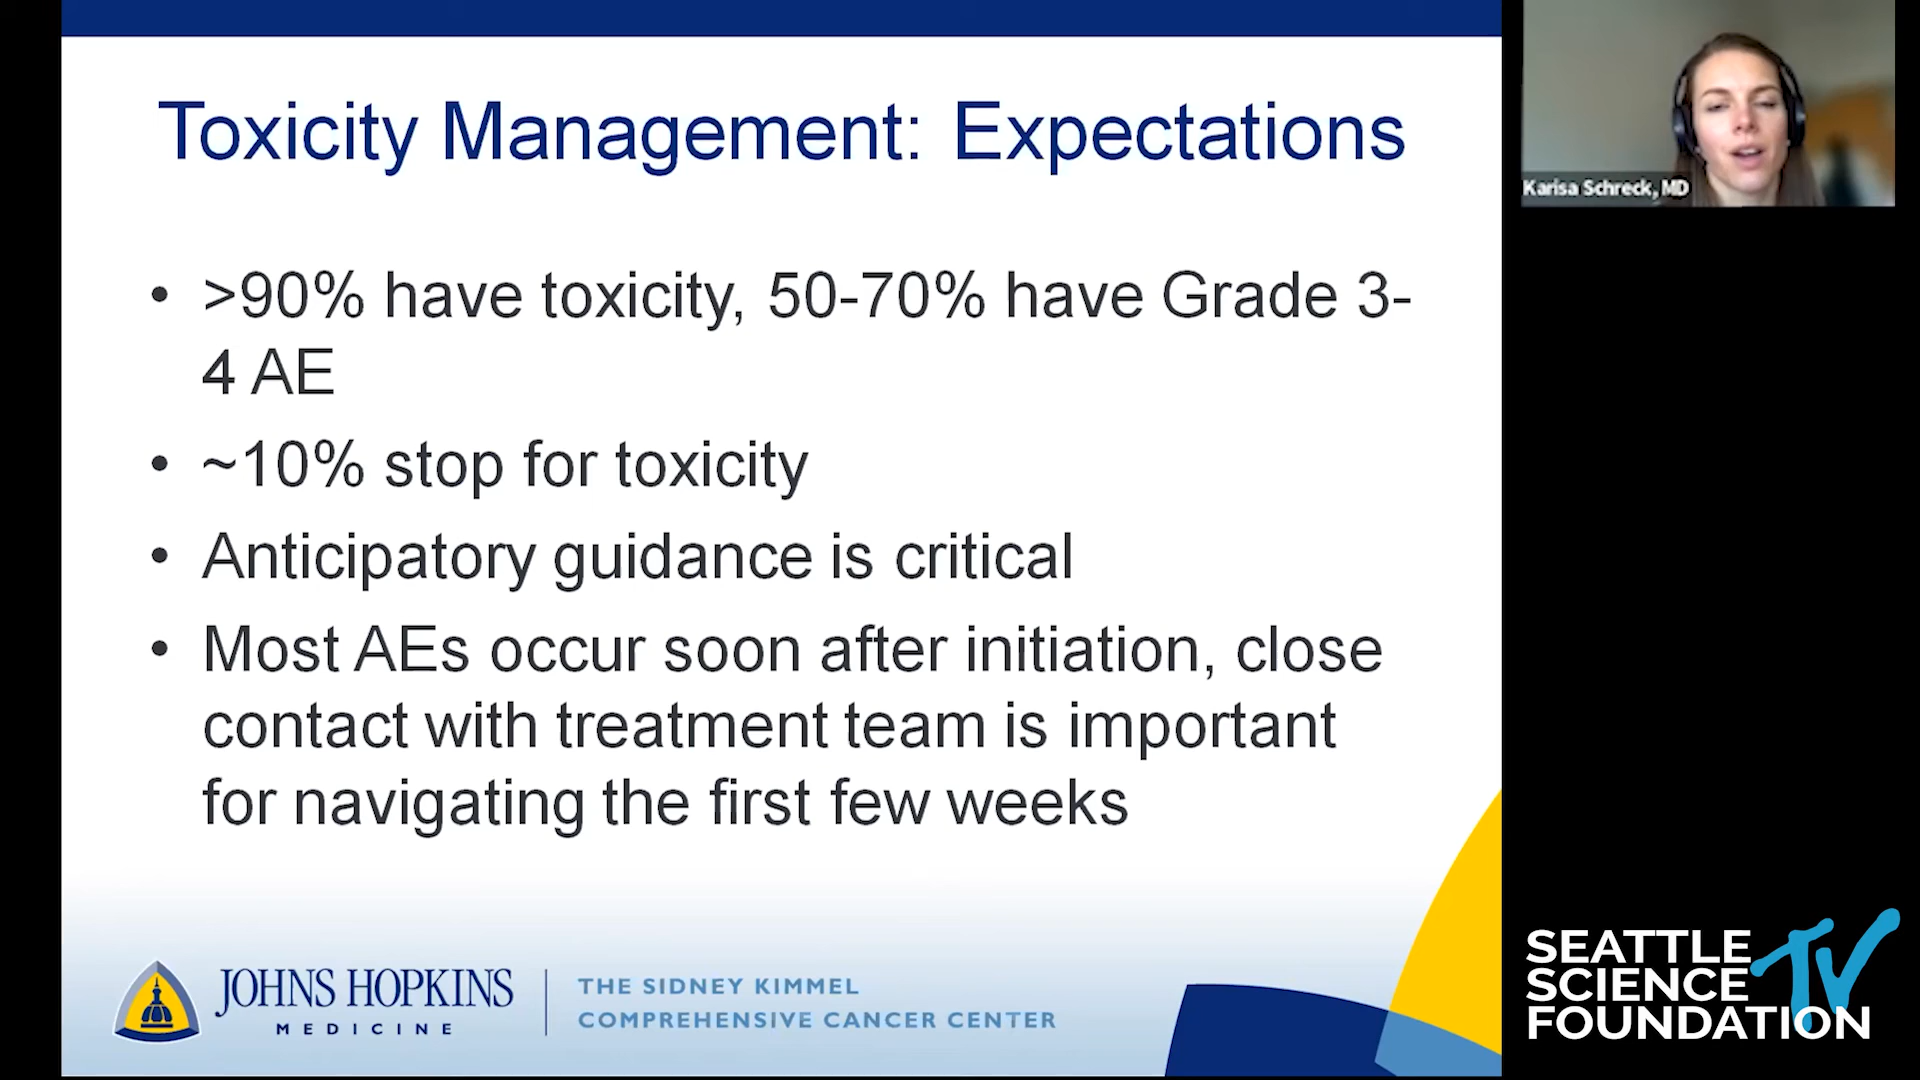 Toxicity Management: Expectations
• >90% have toxicity, 50-70% have Grade 3-
4 AE
• ~10% stop for toxicity
• Anticipatory guidance is critical
• Most AEs occur soon after initiation, close
contact with treatment team is important
for navigating the first few weeks
JOHNS HOPKINS
MEDICINE
THE SIDNEY KIMMEL
COMPREHENSIVE CANCER CENTER
Karisa Schreck, MD
SEATTLE
SCIENCE
FOUNDATION
TV